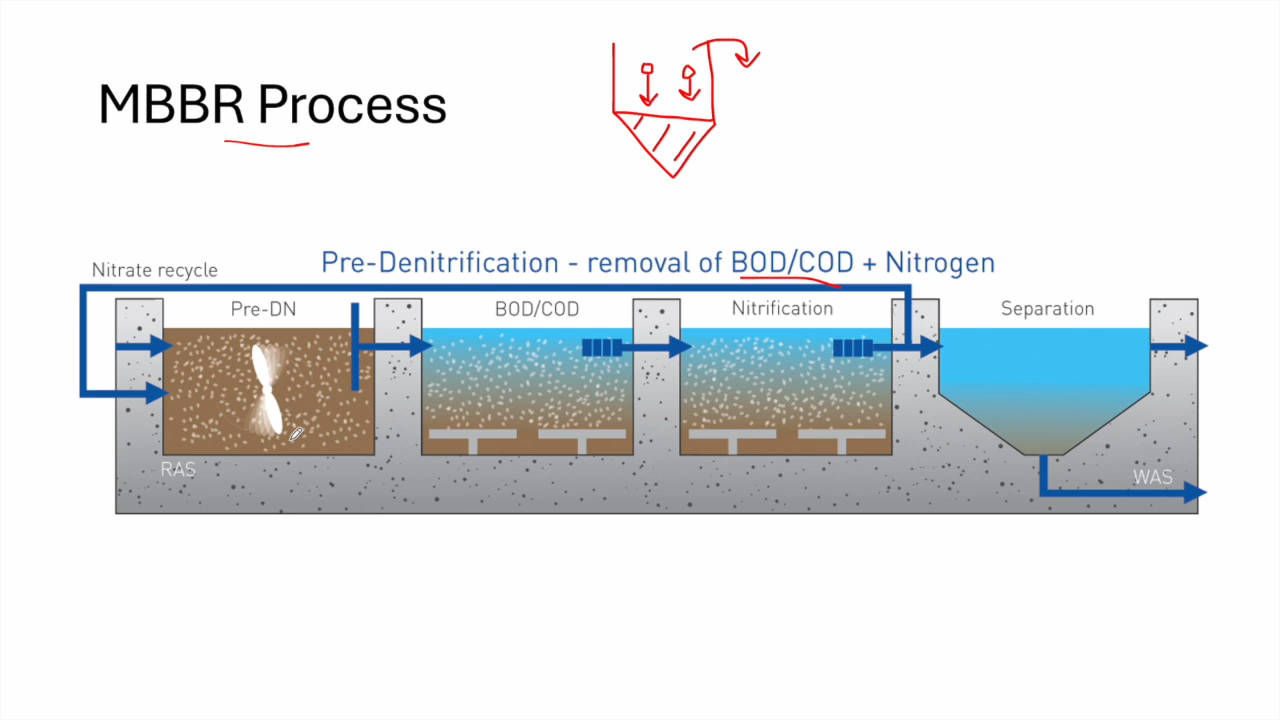 MBBR Process
Pre-Denitrification - removal of BOD/COD + Nitrogen
Nitrate recycle
Pre-DN
BOD/COD
Nitrification
Separation
RAS
WAS